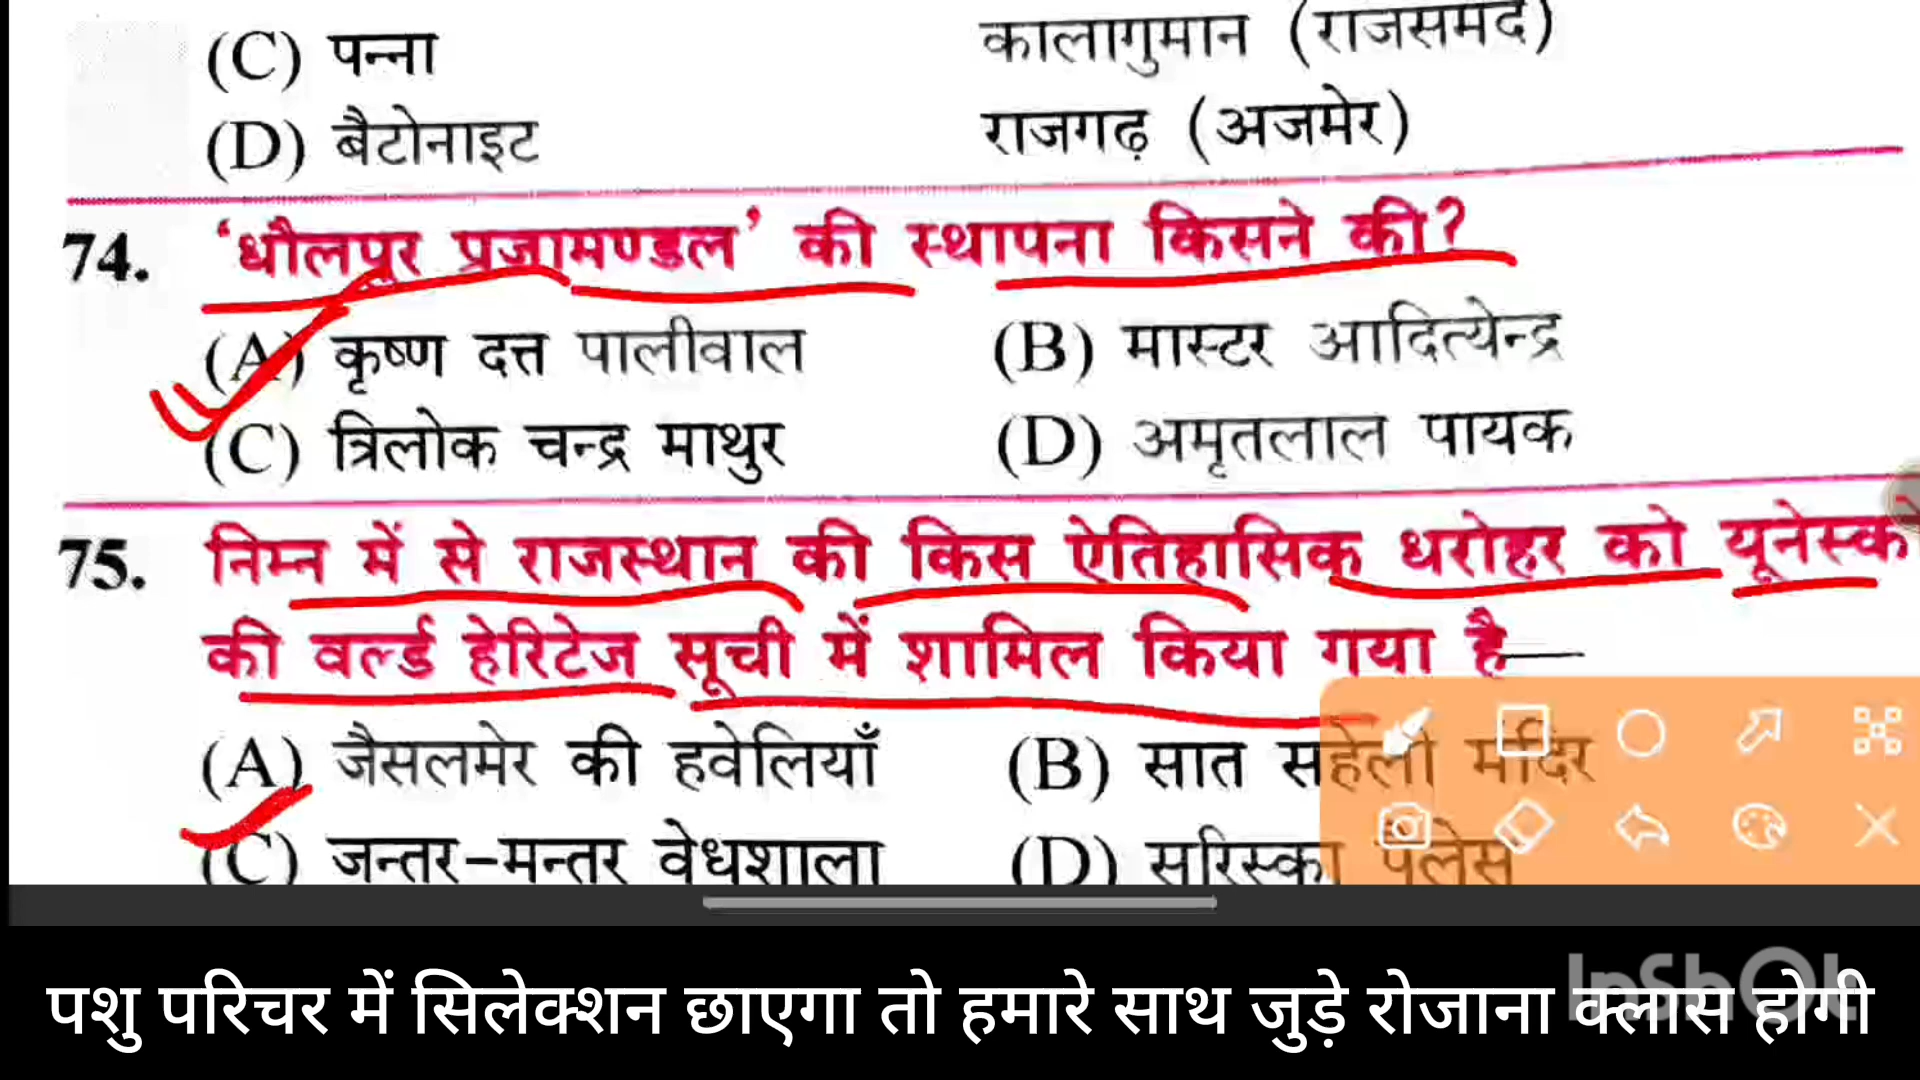 (C) पन्ना कालागुमान (राजसमंद)
(D) बैटोनाइट राजगढ़ (अजमेर)
74. ‘धौलपुर प्रजामण्डल’ की स्थापना किसने की?
(A) कृष्ण दत्त पालीवाल (B) मास्टर आदित्येन्द्र
(C) त्रिलोक चन्द्र माथुर (D) अमृतलाल पायक
75. निम्न में से राजस्थान की किस ऐतिहासिक धरोहर को यूनेस्को
की वर्ल्ड हेरिटेज सूची में शामिल किया गया है—
(A) जैसलमेर की हवेलियाँ (B) सात सहेली मंदिर
(C) जन्तर-मन्तर वेधशाला (D) सरिस्का पैलेस
पशु परिचर में सिलेक्शन छाएगा तो हमारे साथ जुड़े रोजाना क्लास होगी
InShOt